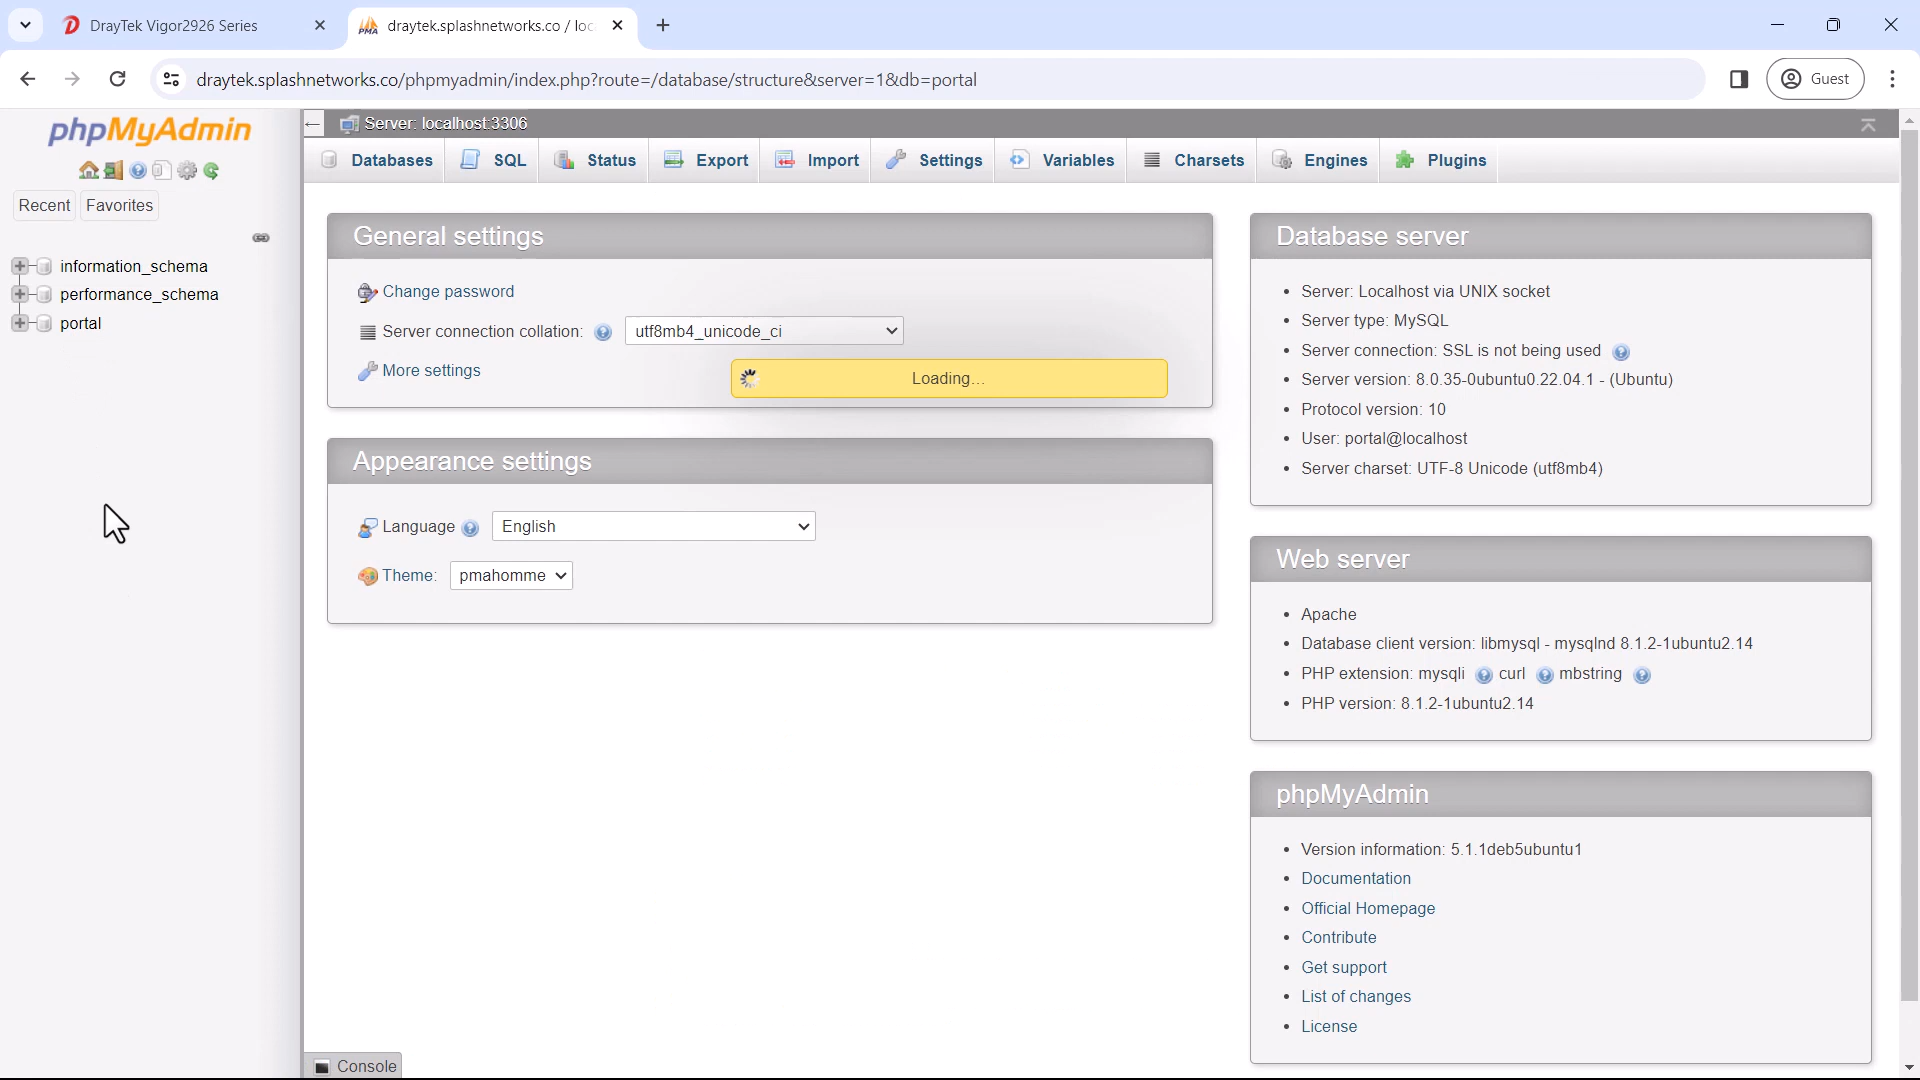 DrayTek Vigor2926 Series
draytek.splashnetworks.co / loc
draytek.splashnetworks.co/phpmyadmin/index.php?route=/database/structure&server=1&db=portal
Guest
phpMyAdmin
Recent
Favorites
information_schema
performance_schema
portal
Server: localhost:3306
Databases
SQL
Status
Export
Import
Settings
Variables
Charsets
Engines
Plugins
General settings
Change password
Server connection collation:
utf8mb4_unicode_ci
More settings
Loading…
Appearance settings
Language
English
Theme:
pmahomme
Database server
Server: Localhost via UNIX socket
Server type: MySQL
Server connection: SSL is not being used
Server version: 8.0.35-0ubuntu0.22.04.1 - (Ubuntu)
Protocol version: 10
User: portal@localhost
Server charset: UTF-8 Unicode (utf8mb4)
Web server
Apache
Database client version: libmysql - mysqlnd 8.1.2-1ubuntu2.14
PHP extension: mysqli curl mbstring
PHP version: 8.1.2-1ubuntu2.14
phpMyAdmin
Version information: 5.1.1deb5ubuntu1
Documentation
Official Homepage
Contribute
Get support
List of changes
License
Console